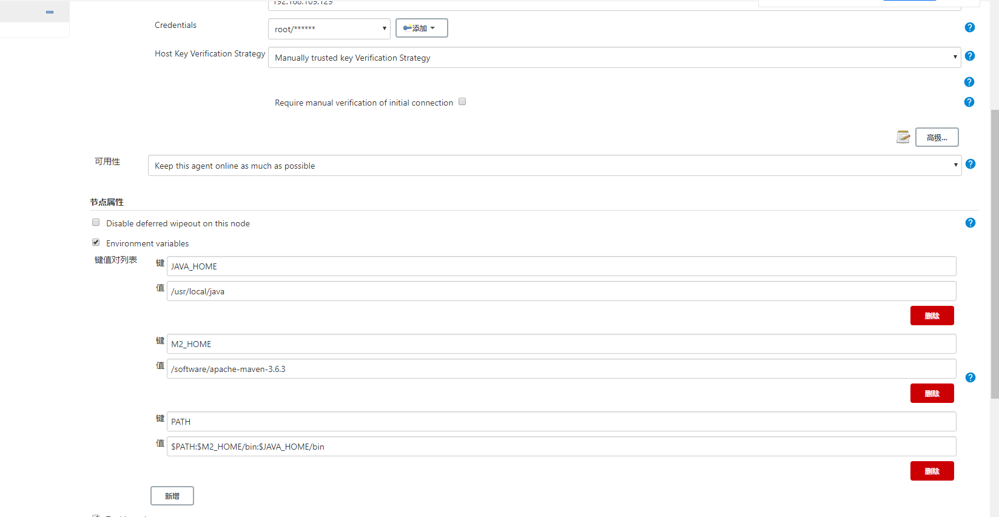 192.168.109.129
Credentials
root/******
添加
Host Key Verification Strategy
Manually trusted key Verification Strategy
Require manual verification of initial connection
高级...
可用性
Keep this agent online as much as possible
节点属性
Disable deferred wipeout on this node
Environment variables
键值对列表
键
JAVA_HOME
值
/usr/local/java
删除
键
M2_HOME
值
/software/apache-maven-3.6.3
删除
键
PATH
值
$PATH:$M2_HOME/bin:$JAVA_HOME/bin
删除
新增